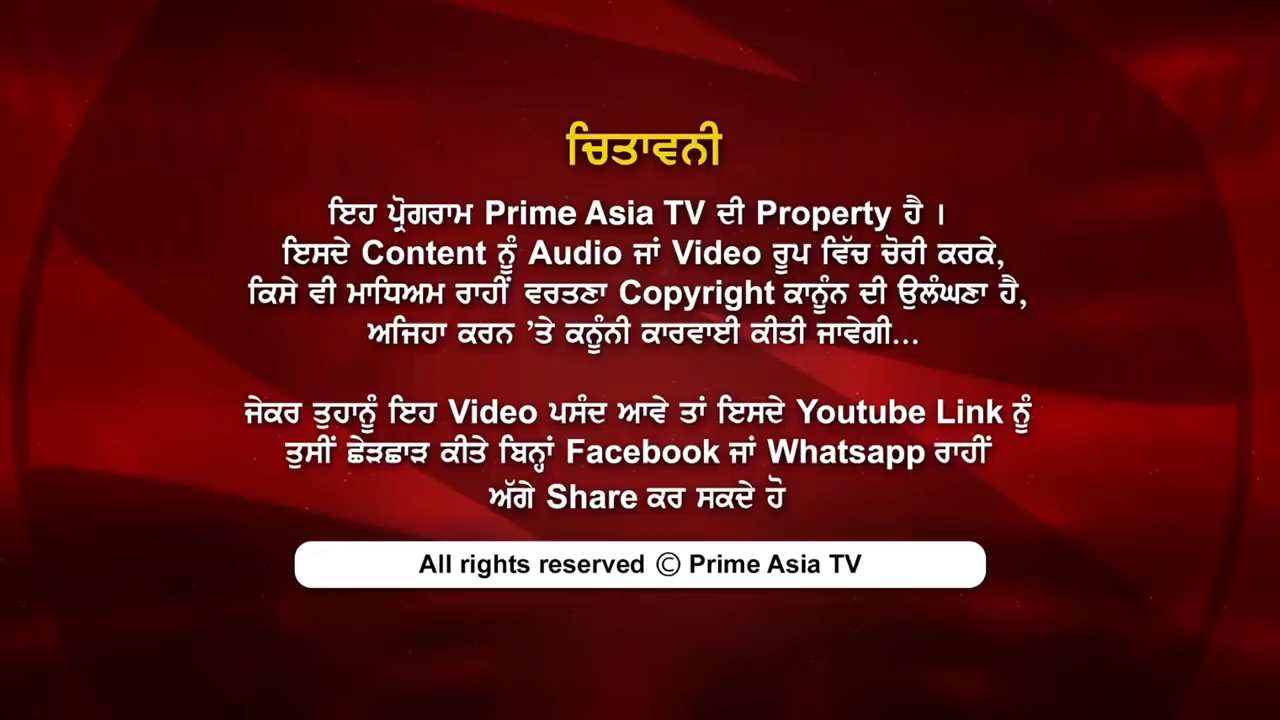 ਚਿਤਾਵਨੀ
ਇਹ ਪ੍ਰੋਗਰਾਮ Prime Asia TV ਦੀ Property ਹੈ ।
ਇਸਦੇ Content ਨੂੰ Audio ਜਾਂ Video ਰੂਪ ਵਿੱਚ ਚੋਰੀ ਕਰਕੇ,
ਕਿਸੇ ਵੀ ਮਾਧਿਅਮ ਰਾਹੀਂ ਵਰਤਣਾ Copyright ਕਾਨੂੰਨ ਦੀ ਉਲੰਘਣਾ ਹੈ,
ਅਜਿਹਾ ਕਰਨ ’ਤੇ ਕਨੂੰਨੀ ਕਾਰਵਾਈ ਕੀਤੀ ਜਾਵੇਗੀ...
ਜੇਕਰ ਤੁਹਾਨੂੰ ਇਹ Video ਪਸੰਦ ਆਵੇ ਤਾਂ ਇਸਦੇ Youtube Link ਨੂੰ
ਤੁਸੀਂ ਛੇੜਛਾੜ ਕੀਤੇ ਬਿਨ੍ਹਾਂ Facebook ਜਾਂ Whatsapp ਰਾਹੀਂ
ਅੱਗੇ Share ਕਰ ਸਕਦੇ ਹੋ
All rights reserved © Prime Asia TV